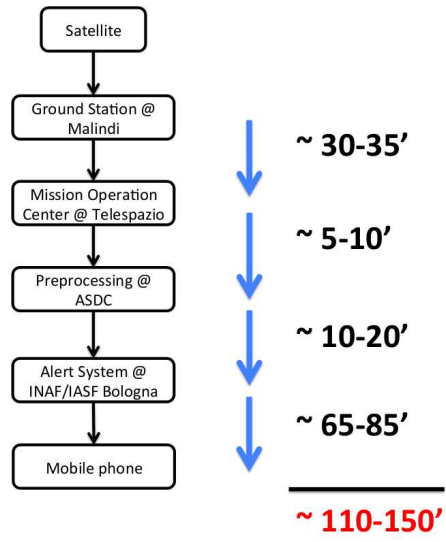 Satellite
Ground Station @
Malindi
~ 30-35’
Mission Operation
Center @ Telespazio
~ 5-10’
Preprocessing @
ASDC
~ 10-20’
Alert System @
INAF/IASF Bologna
~ 65-85’
Mobile phone
~ 110-150’